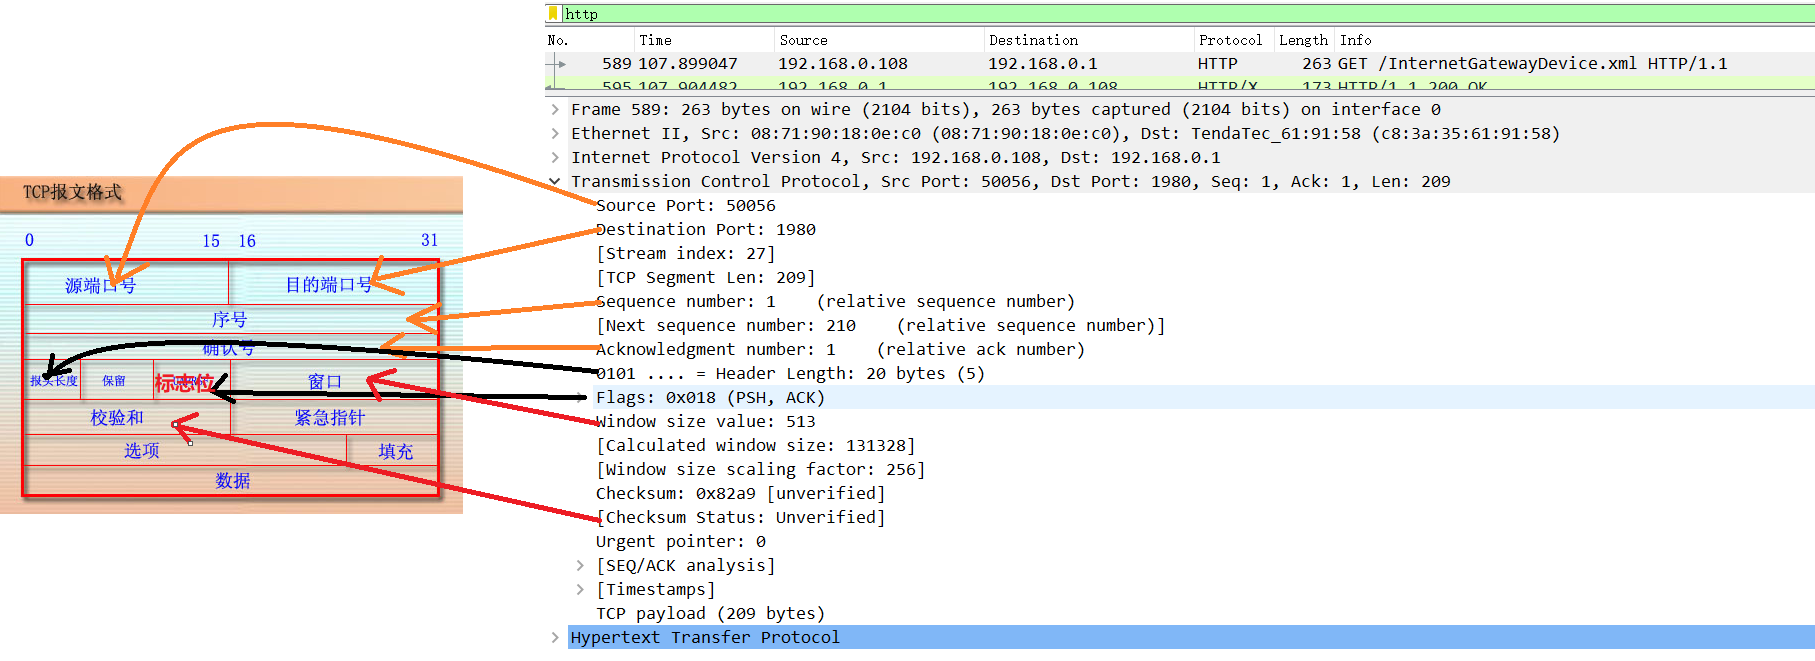 http
No. Time Source Destination Protocol Length Info
589 107.899047 192.168.0.108 192.168.0.1 HTTP 263 GET /InternetGatewayDevice.xml HTTP/1.1
595 107.904482 192.168.0.1 192.168.0.108 HTTP/X 173 HTTP/1.1 200 OK
Frame 589: 263 bytes on wire (2104 bits), 263 bytes captured (2104 bits) on interface 0
Ethernet II, Src: 08:71:90:18:0e:c0 (08:71:90:18:0e:c0), Dst: TendaTec_61:91:58 (c8:3a:35:61:91:58)
Internet Protocol Version 4, Src: 192.168.0.108, Dst: 192.168.0.1
Transmission Control Protocol, Src Port: 50056, Dst Port: 1980, Seq: 1, Ack: 1, Len: 209
Source Port: 50056
Destination Port: 1980
[Stream index: 27]
[TCP Segment Len: 209]
Sequence number: 1 (relative sequence number)
[Next sequence number: 210 (relative sequence number)]
Acknowledgment number: 1 (relative ack number)
0101 .... = Header Length: 20 bytes (5)
Flags: 0x018 (PSH, ACK)
Window size value: 513
[Calculated window size: 131328]
[Window size scaling factor: 256]
Checksum: 0x82a9 [unverified]
[Checksum Status: Unverified]
Urgent pointer: 0
[SEQ/ACK analysis]
[Timestamps]
TCP payload (209 bytes)
Hypertext Transfer Protocol
TCP报文格式
0 15 16 31
源端口号 目的端口号
序号
确认号
报头长度 保留 标志位 窗口
校验和 紧急指针
选项 填充
数据